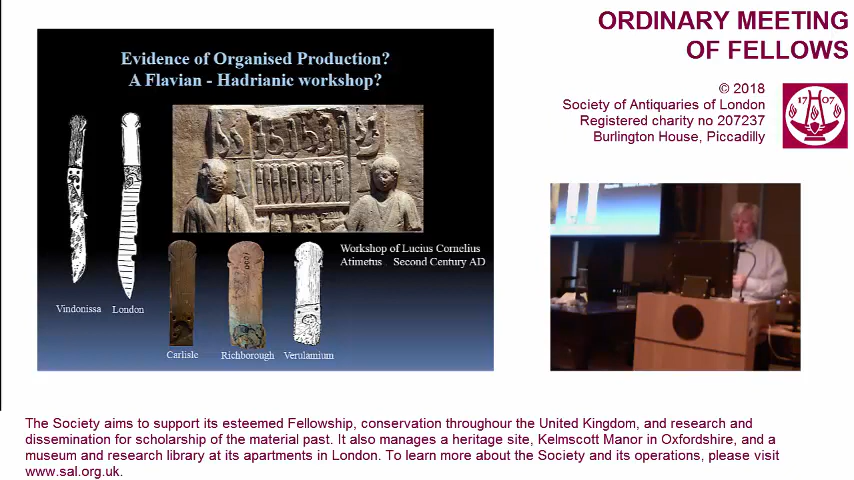 ORDINARY MEETING
OF FELLOWS
© 2018
Society of Antiquaries of London
Registered charity no 207237
Burlington House, Piccadilly
17 07
Evidence of Organised Production?
A Flavian - Hadrianic workshop?
Workshop of Lucius Cornelius
Atimetus . Second Century AD
Vindonissa
London
Carlisle
Richborough
Verulamium
The Society aims to support its esteemed Fellowship, conservation throughour the United Kingdom, and research and
dissemination for scholarship of the material past. It also manages a heritage site, Kelmscott Manor in Oxfordshire, and a
museum and research library at its apartments in London. To learn more about the Society and its operations, please visit
www.sal.org.uk.